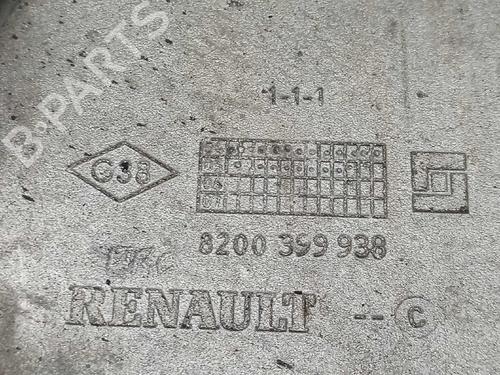 1-1-1
G38
8200 399 938
RENAULT --C
B-PARTS